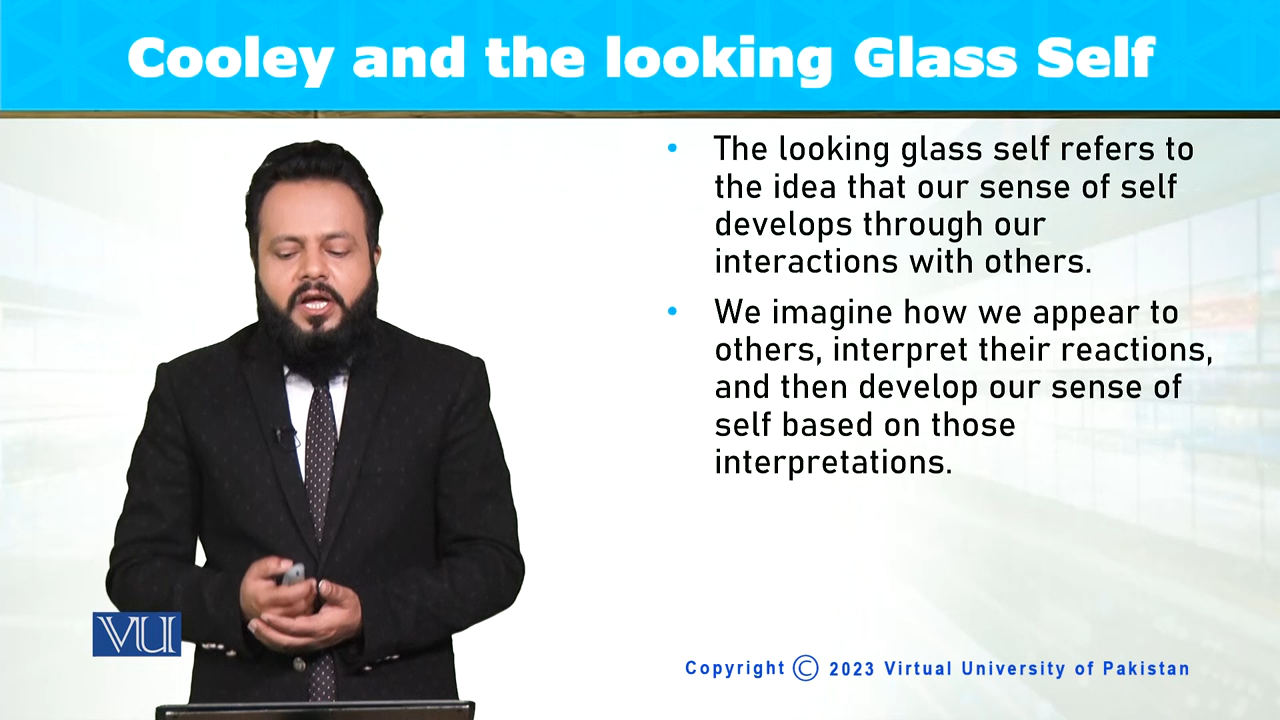 Cooley and the looking Glass Self
• The looking glass self refers to
the idea that our sense of self
develops through our
interactions with others.
• We imagine how we appear to
others, interpret their reactions,
and then develop our sense of
self based on those
interpretations.
VU
Copyright © 2023 Virtual University of Pakistan